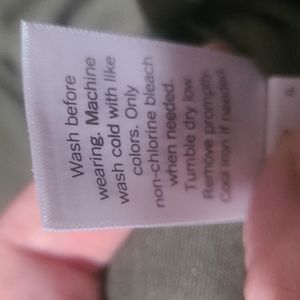 Wash before
wearing. Machine
wash cold with like
colors. Only
non-chlorine bleach
when needed.
Tumble dry low
Remove promptly
Cool iron if needed